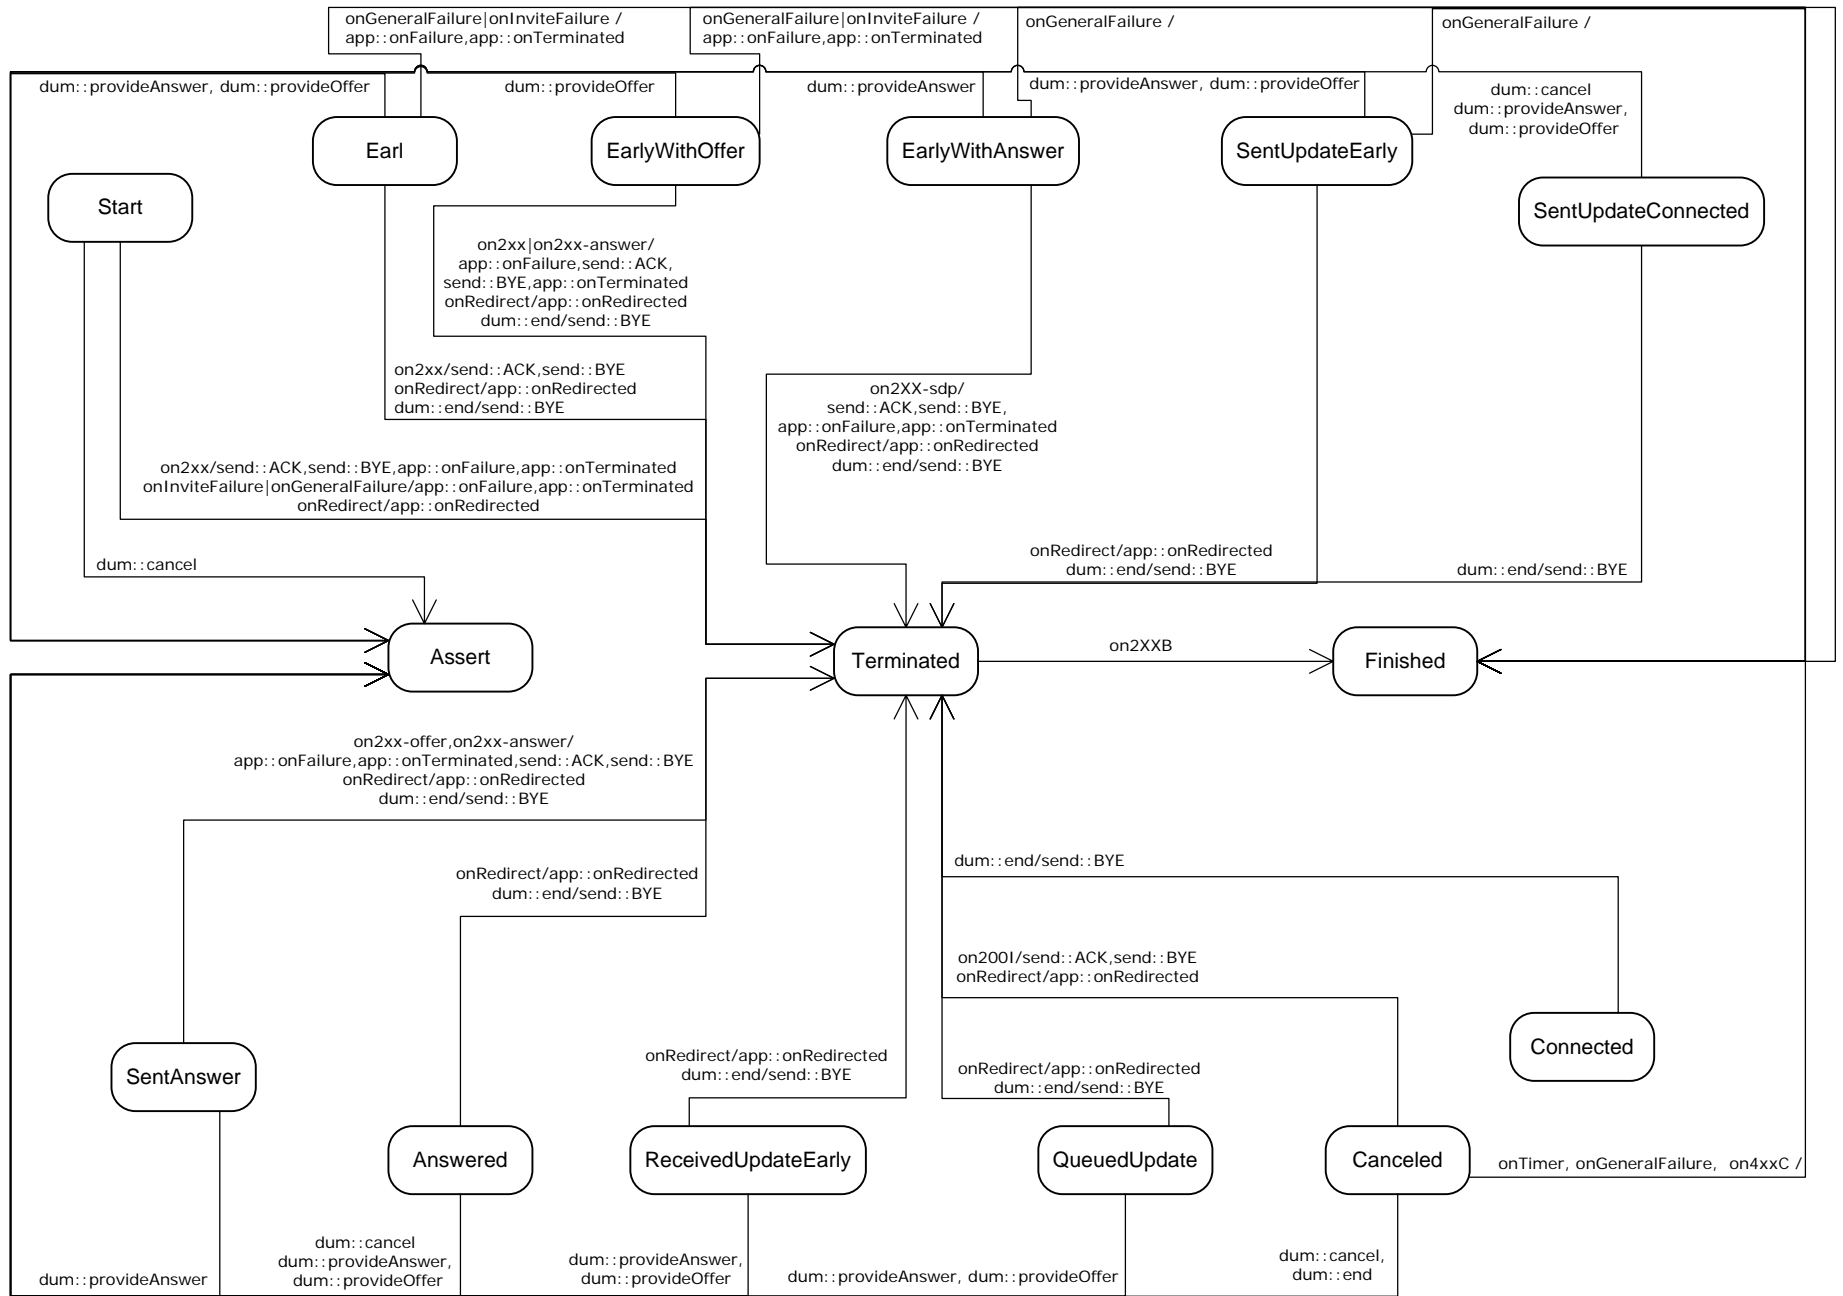 onGeneralFailure|onInviteFailure /
app::onFailure,app::onTerminated
onGeneralFailure|onInviteFailure /
app::onFailure,app::onTerminated
onGeneralFailure /
onGeneralFailure /
dum::provideAnswer, dum::provideOffer
dum::provideOffer
dum::provideAnswer
dum::provideAnswer, dum::provideOffer
dum::cancel
dum::provideAnswer,
dum::provideOffer
Earl
EarlyWithOffer
EarlyWithAnswer
SentUpdateEarly
Start
SentUpdateConnected
on2xx|on2xx-answer/
app::onFailure,send::ACK,
send::BYE,app::onTerminated
onRedirect/app::onRedirected
dum::end/send::BYE
on2xx/send::ACK,send::BYE
onRedirect/app::onRedirected
dum::end/send::BYE
on2XX-sdp/
send::ACK,send::BYE,
app::onFailure,app::onTerminated
onRedirect/app::onRedirected
dum::end/send::BYE
on2xx/send::ACK,send::BYE,app::onFailure,app::onTerminated
onInviteFailure|onGeneralFailure/app::onFailure,app::onTerminated
onRedirect/app::onRedirected
dum::cancel
onRedirect/app::onRedirected
dum::end/send::BYE
dum::end/send::BYE
Assert
Terminated
on2XXB
Finished
on2xx-offer,on2xx-answer/
app::onFailure,app::onTerminated,send::ACK,send::BYE
onRedirect/app::onRedirected
dum::end/send::BYE
onRedirect/app::onRedirected
dum::end/send::BYE
dum::end/send::BYE
on200I/send::ACK,send::BYE
onRedirect/app::onRedirected
onRedirect/app::onRedirected
dum::end/send::BYE
onRedirect/app::onRedirected
dum::end/send::BYE
Connected
SentAnswer
Answered
ReceivedUpdateEarly
QueuedUpdate
Canceled
onTimer, onGeneralFailure,  on4xxC /
dum::provideAnswer
dum::cancel
dum::provideAnswer,
dum::provideOffer
dum::provideAnswer,
dum::provideOffer
dum::provideAnswer, dum::provideOffer
dum::cancel,
dum::end